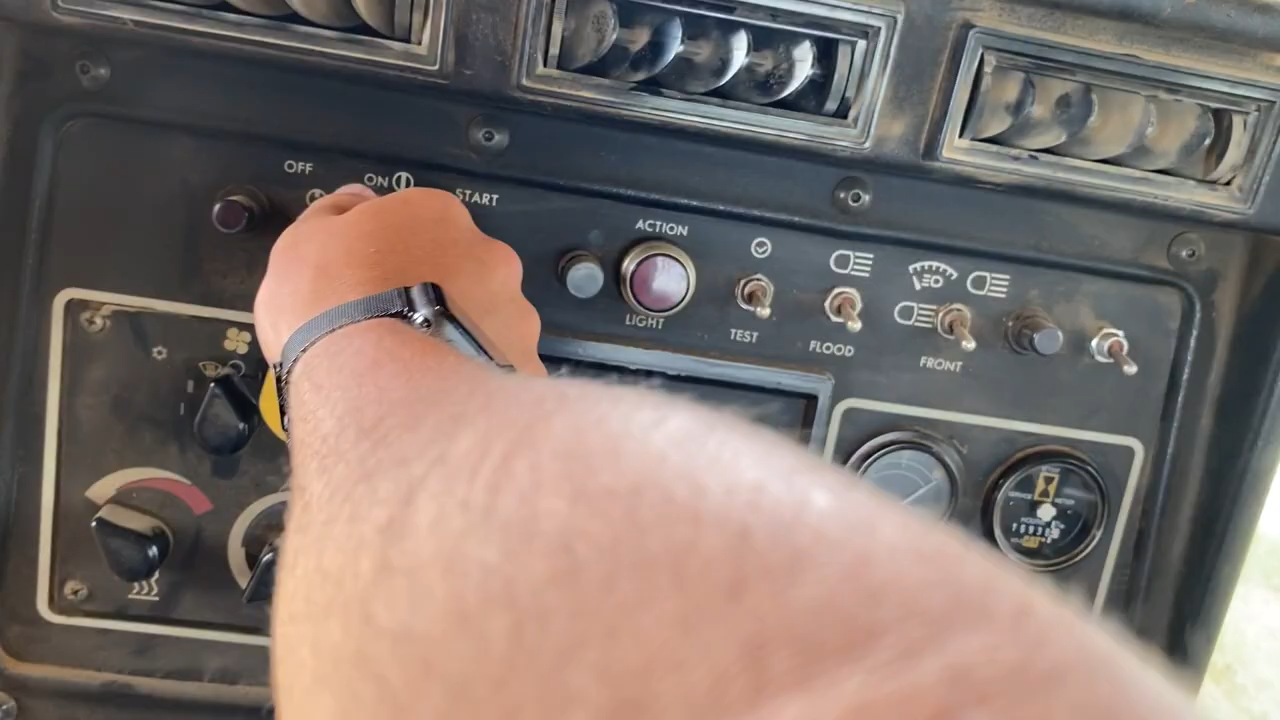 OFF
ON
START
ACTION
LIGHT
TEST
FLOOD
FRONT
SERVICE METER
HOURS